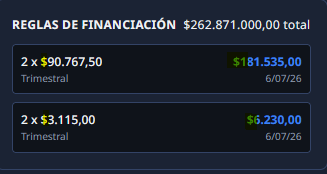 REGLAS DE FINANCIACIÓN $262.871.000,00 total
2 x $90.767,50 $181.535,00
Trimestral 6/07/26
2 x $3.115,00 $6.230,00
Trimestral 6/07/26